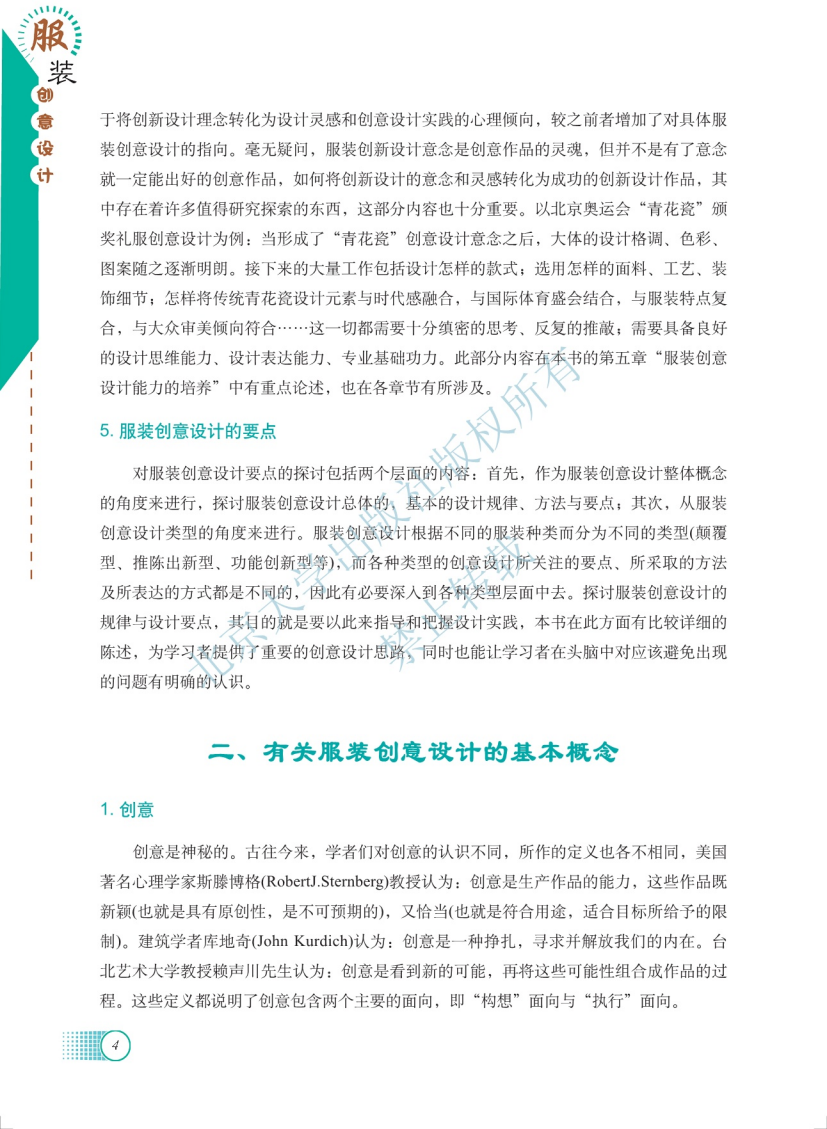 服
装
创
意
设
计
于将创新设计理念转化为设计灵感和创意设计实践的心理倾向，较之前者增加了对具体服
装创意设计的指向。毫无疑问，服装创新设计意念是创意作品的灵魂，但并不是有了意念
就一定能出好的创意作品，如何将创新设计的意念和灵感转化为成功的创新设计作品，其
中存在着许多值得研究探索的东西，这部分内容也十分重要。以北京奥运会“青花瓷”颁
奖礼服创意设计为例：当形成了“青花瓷”创意设计意念之后，大体的设计格调、色彩、
图案随之逐渐明朗。接下来的大量工作包括设计怎样的款式；选用怎样的面料、工艺、装
饰细节；怎样将传统青花瓷设计元素与时代感融合，与国际体育盛会结合，与服装特点复
合，与大众审美倾向符合……这一切都需要十分缜密的思考、反复的推敲；需要具备良好
的设计思维能力、设计表达能力、专业基础功力。此部分内容在本书的第五章“服装创意
设计能力的培养”中有重点论述，也在各章节有所涉及。
5. 服装创意设计的要点
对服装创意设计要点的探讨包括两个层面的内容：首先，作为服装创意设计整体概念
的角度来进行，探讨服装创意设计总体的，基本的设计规律、方法与要点；其次，从服装
创意设计类型的角度来进行。服装创意设计根据不同的服装种类而分为不同的类型(颠覆
型、推陈出新型、功能创新型等)，而各种类型的创意设计所关注的要点、所采取的方法
及所表达的方式都是不同的，因此有必要深入到各种类型层面中去。探讨服装创意设计的
规律与设计要点，其目的就是要以此来指导和把握设计实践，本书在此方面有比较详细的
陈述，为学习者提供了重要的创意设计思路，同时也能让学习者在头脑中对应该避免出现
的问题有明确的认识。
北京大学出版社版权所有
禁止转载
二、有关服装创意设计的基本概念
1. 创意
创意是神秘的。古往今来，学者们对创意的认识不同，所作的定义也各不相同，美国
著名心理学家斯滕博格(RobertJ.Sternberg)教授认为：创意是生产作品的能力，这些作品既
新颖(也就是具有原创性，是不可预期的)，又恰当(也就是符合用途，适合目标所给予的限
制)。建筑学者库地奇(John Kurdich)认为：创意是一种挣扎，寻求并解放我们的内在。台
北艺术大学教授赖声川先生认为：创意是看到新的可能，再将这些可能性组合成作品的过
程。这些定义都说明了创意包含两个主要的面向，即“构想”面向与“执行”面向。
4